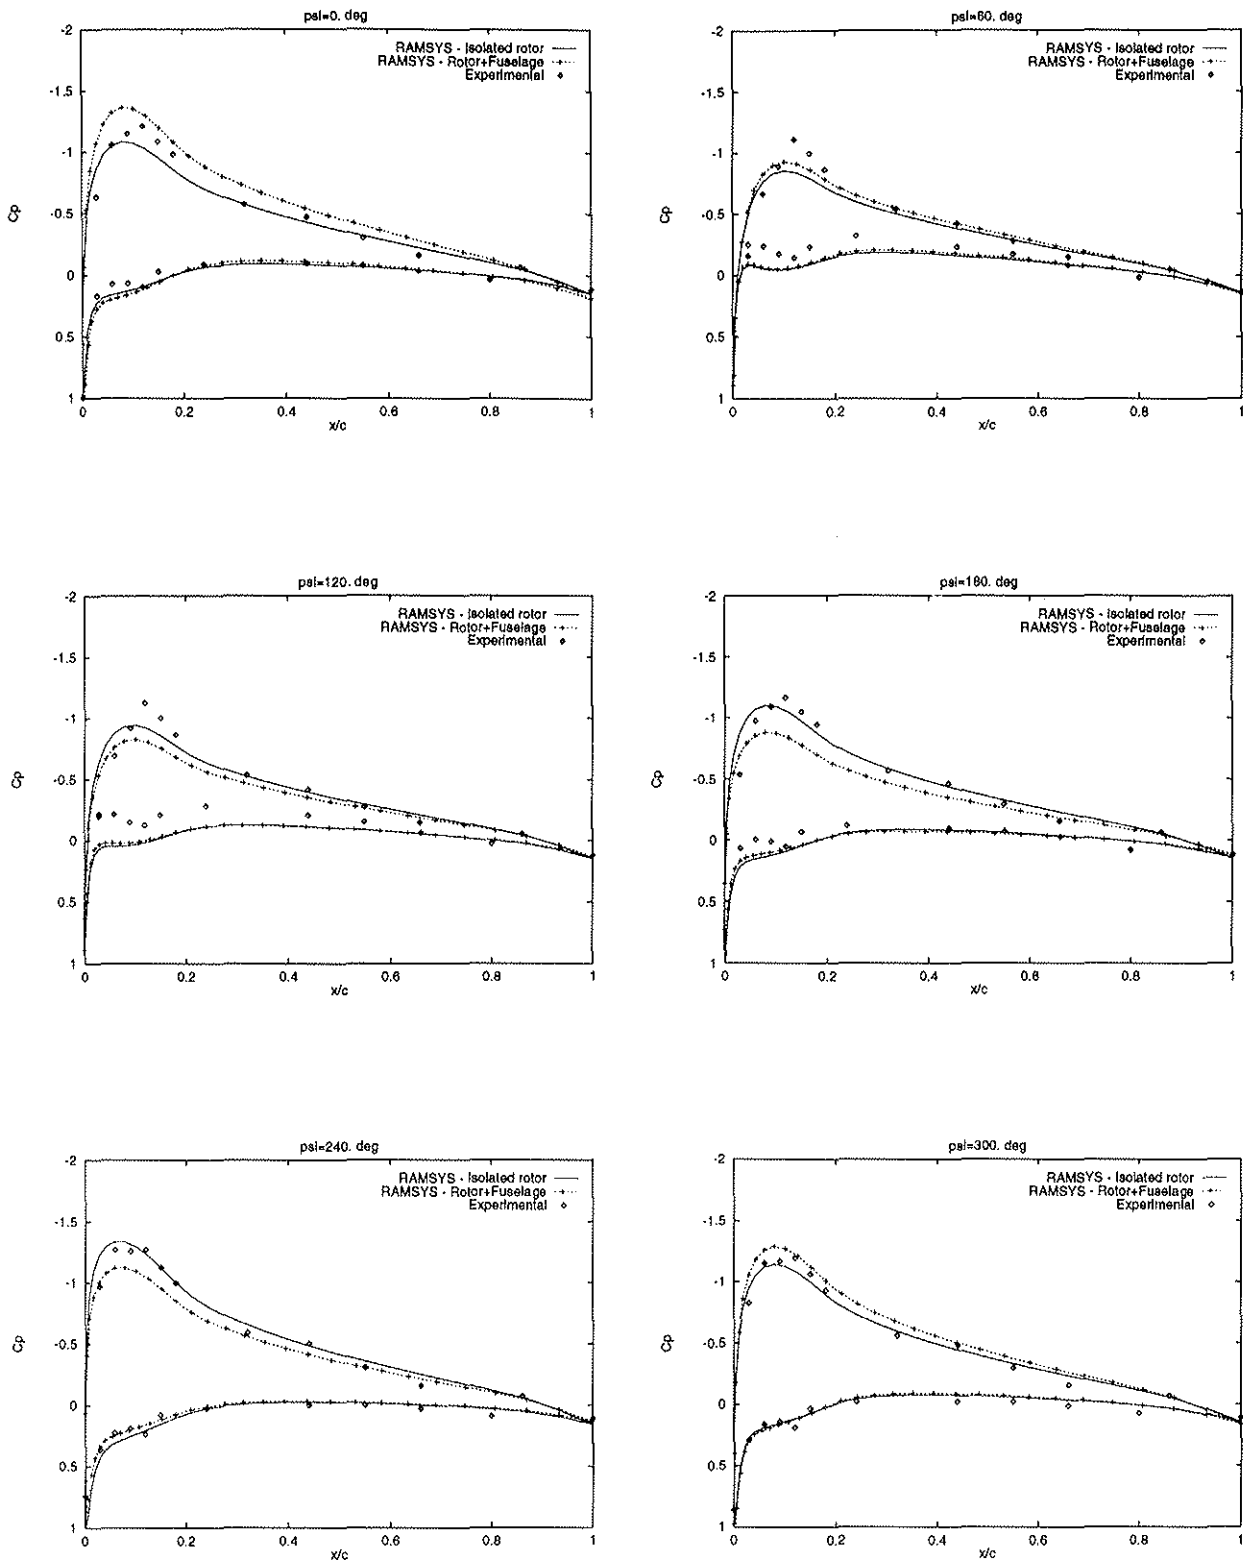 psi=0. deg
-2
-1.5
-1
-0.5
0
0.5
1
Cp
RAMSYS - Isolated rotor
RAMSYS - Rotor+Fuselage
Experimental
0 0.2 0.4 0.6 0.8 1
x/c
psi=60. deg
-2
-1.5
-1
-0.5
0
0.5
1
Cp
RAMSYS - Isolated rotor
RAMSYS - Rotor+Fuselage
Experimental
0 0.2 0.4 0.6 0.8 1
x/c
psi=120. deg
-2
-1.5
-1
-0.5
0
0.5
1
Cp
RAMSYS - Isolated rotor
RAMSYS - Rotor+Fuselage
Experimental
0 0.2 0.4 0.6 0.8 1
x/c
psi=180. deg
-2
-1.5
-1
-0.5
0
0.5
1
Cp
RAMSYS - Isolated rotor
RAMSYS - Rotor+Fuselage
Experimental
0 0.2 0.4 0.6 0.8 1
x/c
psi=240. deg
-2
-1.5
-1
-0.5
0
0.5
1
Cp
RAMSYS - Isolated rotor
RAMSYS - Rotor+Fuselage
Experimental
0 0.2 0.4 0.6 0.8 1
x/c
psi=300. deg
-2
-1.5
-1
-0.5
0
0.5
1
Cp
RAMSYS - Isolated rotor
RAMSYS - Rotor+Fuselage
Experimental
0 0.2 0.4 0.6 0.8 1
x/c